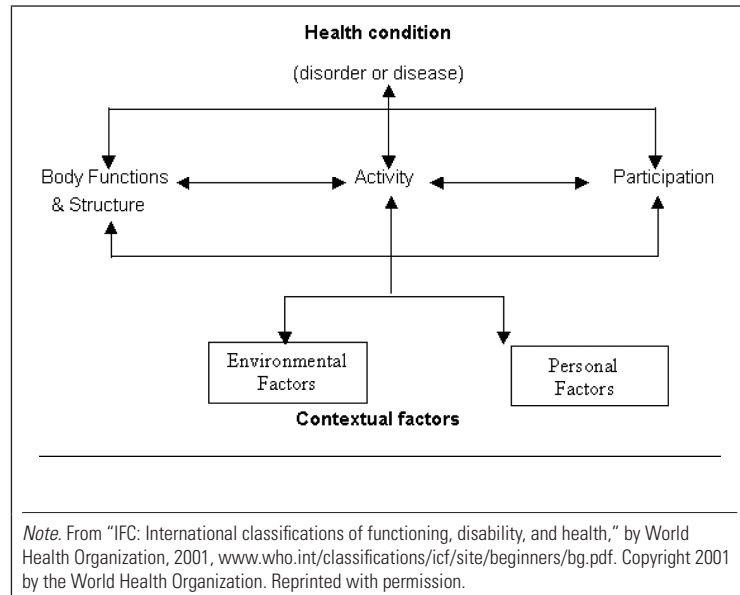 Health condition
(disorder or disease)
Body Functions
& Structure
Activity
Participation
Environmental
Factors
Personal
Factors
Contextual factors
Note. From “IFC: International classifications of functioning, disability, and health,” by World
Health Organization, 2001, www.who.int/classifications/icf/site/beginners/bg.pdf. Copyright 2001
by the World Health Organization. Reprinted with permission.